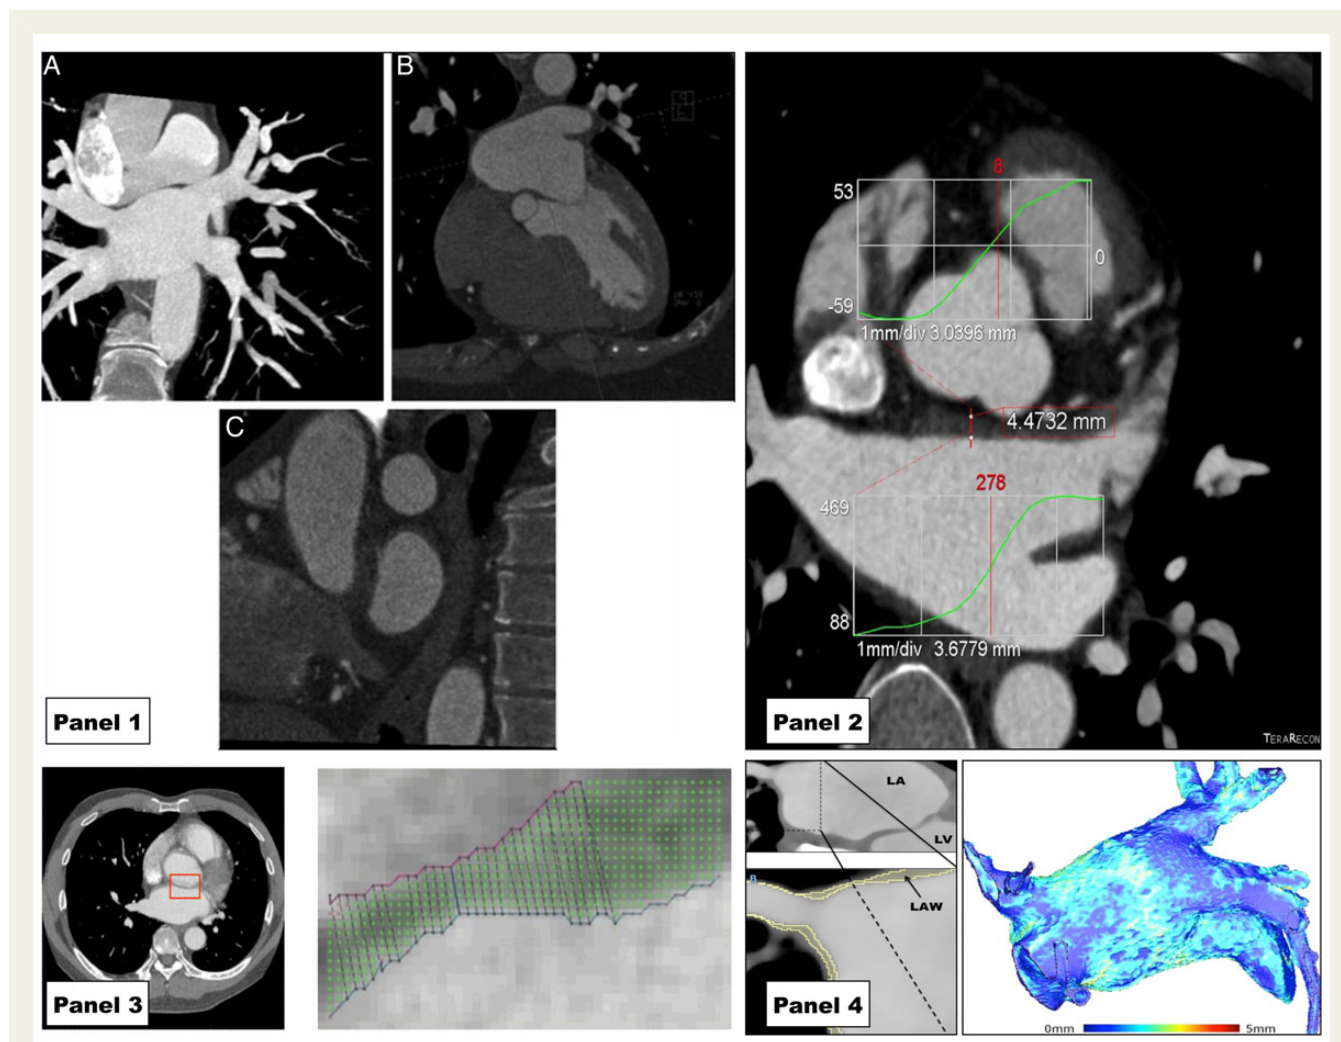 A
B
C
Panel 1
8
53
0
-59
1mm/div 3.0396 mm
4.4732 mm
278
469
88
1mm/div 3.6779 mm
Panel 2
TERARECON
Panel 3
LA
LV
R
LAW
Panel 4
0mm 5mm